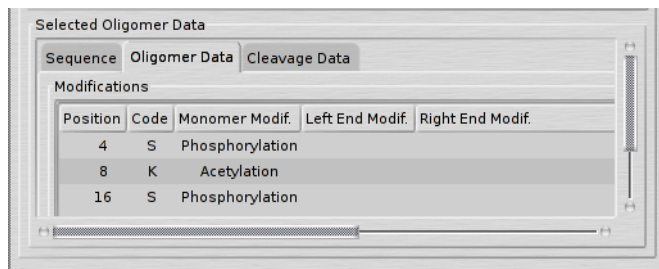 Selected Oligomer Data
Sequence Oligomer Data Cleavage Data
Modifications
Position Code Monomer Modif. Left End Modif. Right End Modif.
4 S Phosphorylation
8 K Acetylation
16 S Phosphorylation